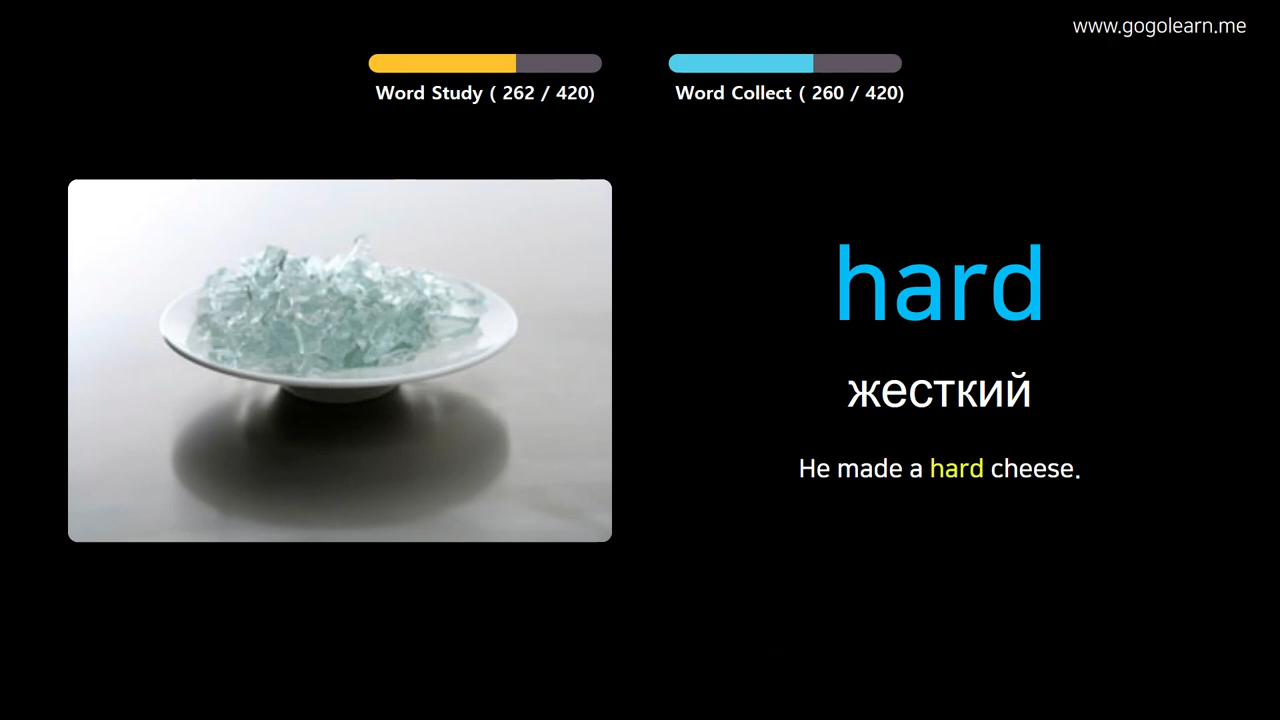 www.gogolearn.me
Word Study ( 262 / 420)
Word Collect ( 260 / 420)
hard
жесткий
He made a hard cheese.